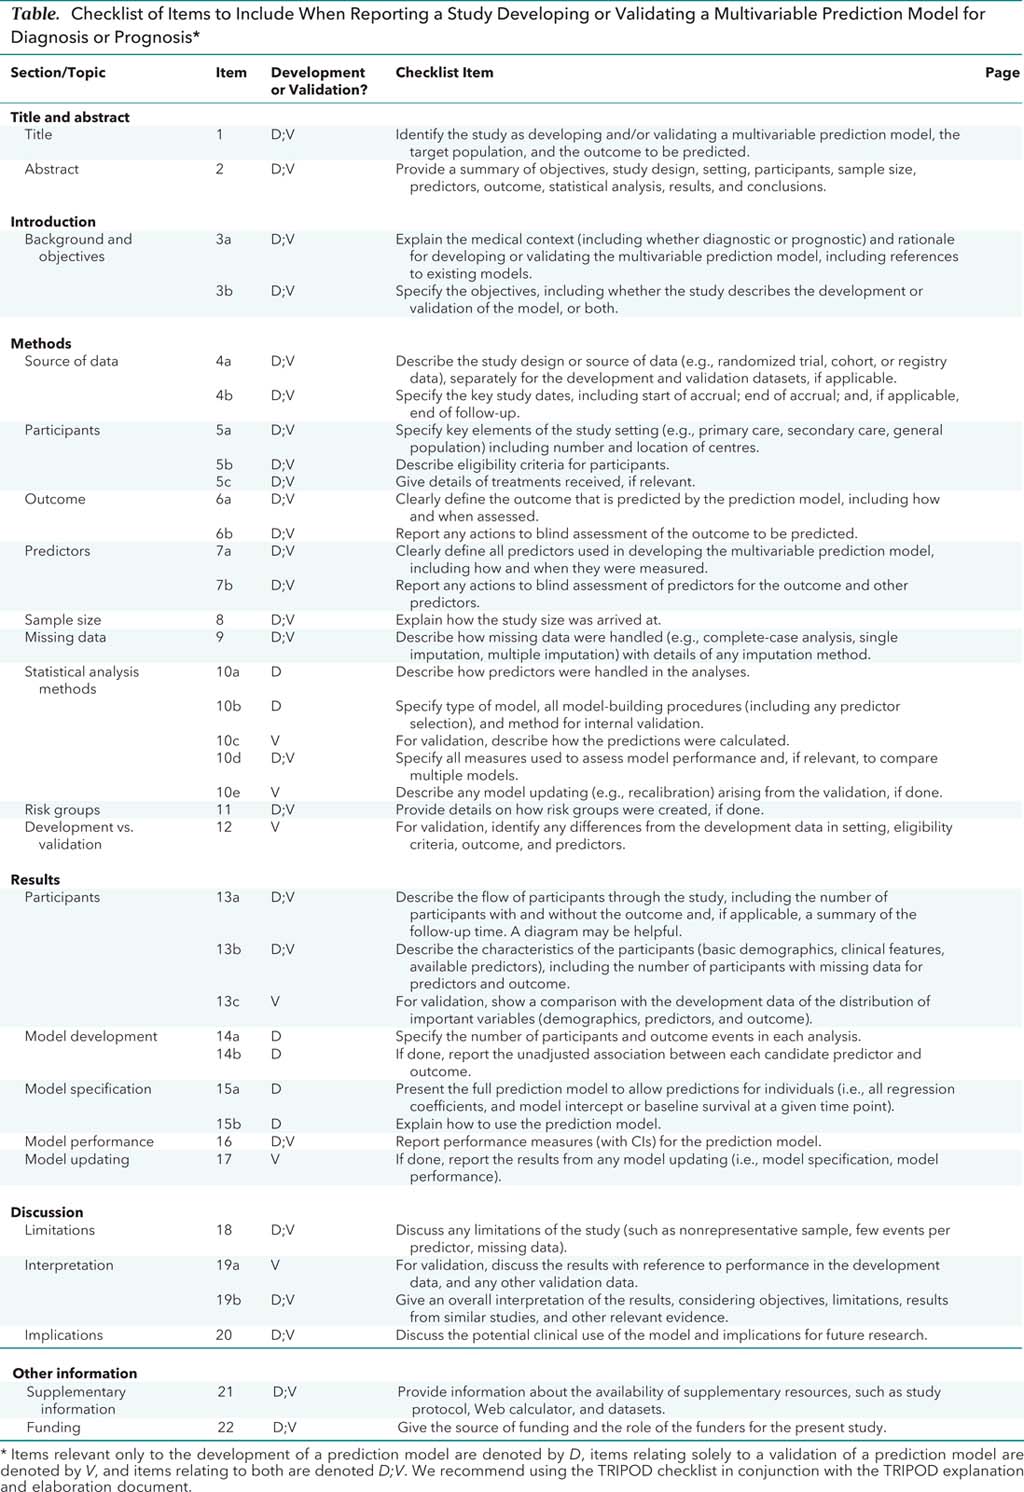 Table. Checklist of Items to Include When Reporting a Study Developing or Validating a Multivariable Prediction Model for
Diagnosis or Prognosis*
Section/Topic Item Development Checklist Item Page
or Validation?
Title and abstract
Title 1 D;V Identify the study as developing and/or validating a multivariable prediction model, the
target population, and the outcome to be predicted.
Abstract 2 D;V Provide a summary of objectives, study design, setting, participants, sample size,
predictors, outcome, statistical analysis, results, and conclusions.
Introduction
Background and 3a D;V Explain the medical context (including whether diagnostic or prognostic) and rationale
objectives for developing or validating the multivariable prediction model, including references
to existing models.
3b D;V Specify the objectives, including whether the study describes the development or
validation of the model, or both.
Methods
Source of data 4a D;V Describe the study design or source of data (e.g., randomized trial, cohort, or registry
data), separately for the development and validation datasets, if applicable.
4b D;V Specify the key study dates, including start of accrual; end of accrual; and, if applicable,
end of follow-up.
Participants 5a D;V Specify key elements of the study setting (e.g., primary care, secondary care, general
population) including number and location of centres.
5b D;V Describe eligibility criteria for participants.
5c D;V Give details of treatments received, if relevant.
Outcome 6a D;V Clearly define the outcome that is predicted by the prediction model, including how
and when assessed.
6b D;V Report any actions to blind assessment of the outcome to be predicted.
Predictors 7a D;V Clearly define all predictors used in developing the multivariable prediction model,
including how and when they were measured.
7b D;V Report any actions to blind assessment of predictors for the outcome and other
predictors.
Sample size 8 D;V Explain how the study size was arrived at.
Missing data 9 D;V Describe how missing data were handled (e.g., complete-case analysis, single
imputation, multiple imputation) with details of any imputation method.
Statistical analysis 10a D Describe how predictors were handled in the analyses.
methods
10b D Specify type of model, all model-building procedures (including any predictor
selection), and method for internal validation.
10c V For validation, describe how the predictions were calculated.
10d D;V Specify all measures used to assess model performance and, if relevant, to compare
multiple models.
10e V Describe any model updating (e.g., recalibration) arising from the validation, if done.
Risk groups 11 D;V Provide details on how risk groups were created, if done.
Development vs. 12 V For validation, identify any differences from the development data in setting, eligibility
validation criteria, outcome, and predictors.
Results
Participants 13a D;V Describe the flow of participants through the study, including the number of
participants with and without the outcome and, if applicable, a summary of the
follow-up time. A diagram may be helpful.
13b D;V Describe the characteristics of the participants (basic demographics, clinical features,
available predictors), including the number of participants with missing data for
predictors and outcome.
13c V For validation, show a comparison with the development data of the distribution of
important variables (demographics, predictors, and outcome).
Model development 14a D Specify the number of participants and outcome events in each analysis.
14b D If done, report the unadjusted association between each candidate predictor and
outcome.
Model specification 15a D Present the full prediction model to allow predictions for individuals (i.e., all regression
coefficients, and model intercept or baseline survival at a given time point).
15b D Explain how to use the prediction model.
Model performance 16 D;V Report performance measures (with CIs) for the prediction model.
Model updating 17 V If done, report the results from any model updating (i.e., model specification, model
performance).
Discussion
Limitations 18 D;V Discuss any limitations of the study (such as nonrepresentative sample, few events per
predictor, missing data).
Interpretation 19a V For validation, discuss the results with reference to performance in the development
data, and any other validation data.
19b D;V Give an overall interpretation of the results, considering objectives, limitations, results
from similar studies, and other relevant evidence.
Implications 20 D;V Discuss the potential clinical use of the model and implications for future research.
Other information
Supplementary 21 D;V Provide information about the availability of supplementary resources, such as study
information protocol, Web calculator, and datasets.
Funding 22 D;V Give the source of funding and the role of the funders for the present study.
* Items relevant only to the development of a prediction model are denoted by D, items relating solely to a validation of a prediction model are
denoted by V, and items relating to both are denoted D;V. We recommend using the TRIPOD checklist in conjunction with the TRIPOD explanation
and elaboration document.